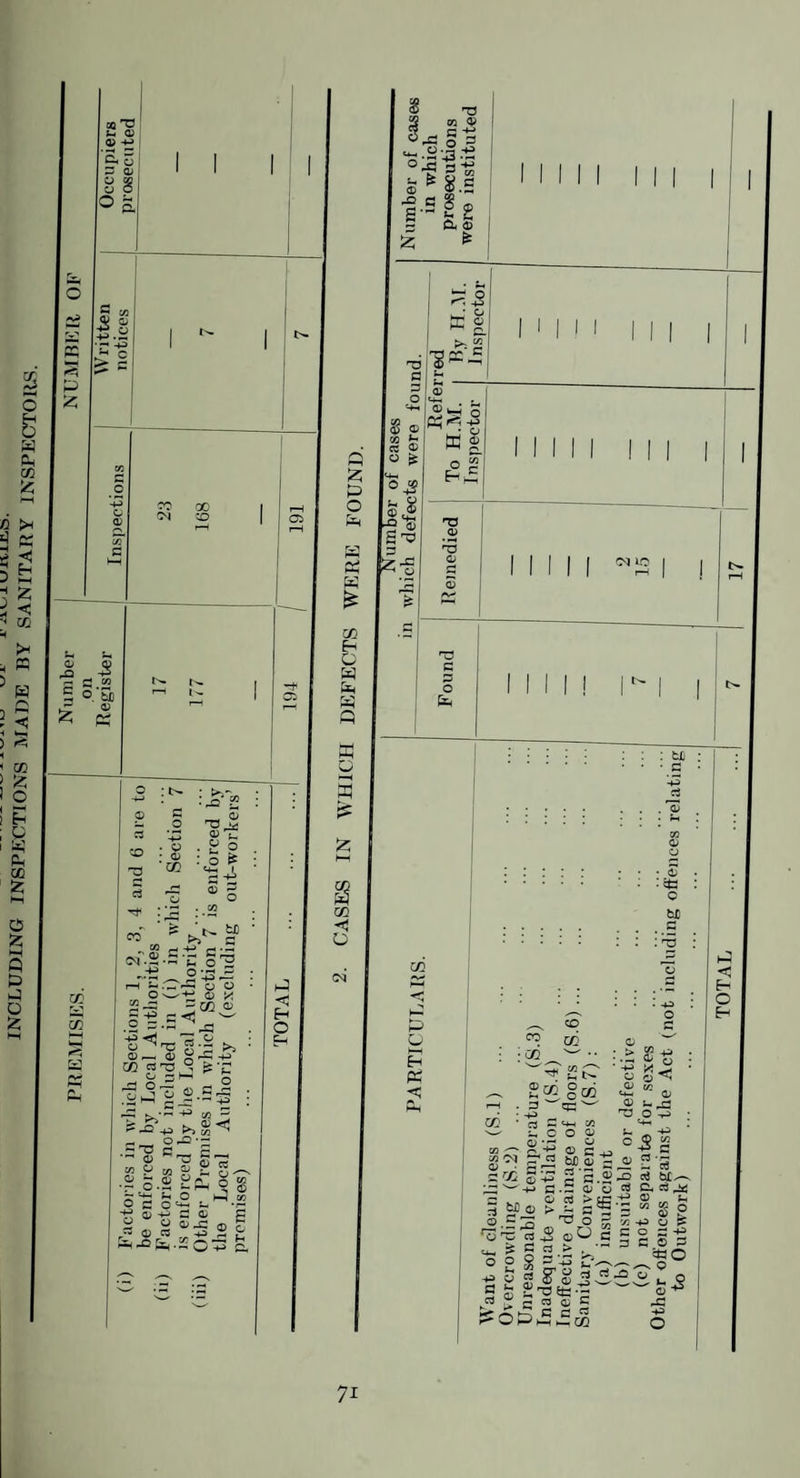 INCLUDING INSPECTIONS MADE BY SANITARY INSPECTORS.
PREMISES.
Number on Register
NUMBER OF
Inspections
Written notices
Occupiers prosecuted
(i) Factories in which Sections 1, 2, 3, 4 and 6 are to
be enforced by Local Authorities ... 17 23 — —
(ii) Factories not included in (i) in which Section 7
is enforced by the Local Authority ... 177 168 7 —
(iii) Other Premises in which Section 7 is enforced by
the Local Authority (excluding out-workers'
premises) ... — — — —
TOTAL ... 194 191 7 —
2. CASES IN WHICH DEFECTS WERE FOUND.
PARTICULARS.
Number of cases
in which defects were found.
Found
Remedied
Referred
To H.M. Inspector
By H.M. Inspector
Number of cases
in which
prosecutions
were instituted
Want of cleanliness (S.1) ... — — — — —
Overcrowding (S.2) ... — — — — —
Unreasonable temperature (S.3) ... — — — — —
Inadequate ventilation (S.4) ... — — — — —
Ineffective drainage of floors (S.6) ... — — — — —
Sanitary Conveniences (S.7) :
(a) insufficient ... — 2 — — —
(b) unsuitable or defective ... 7 15 — — —
(c) not separate for sexes ... — — — — —
Other offences against the Act (not including offences relating
to Outwork) ... — — — — —
TOTAL ... 7 17 — — —
71